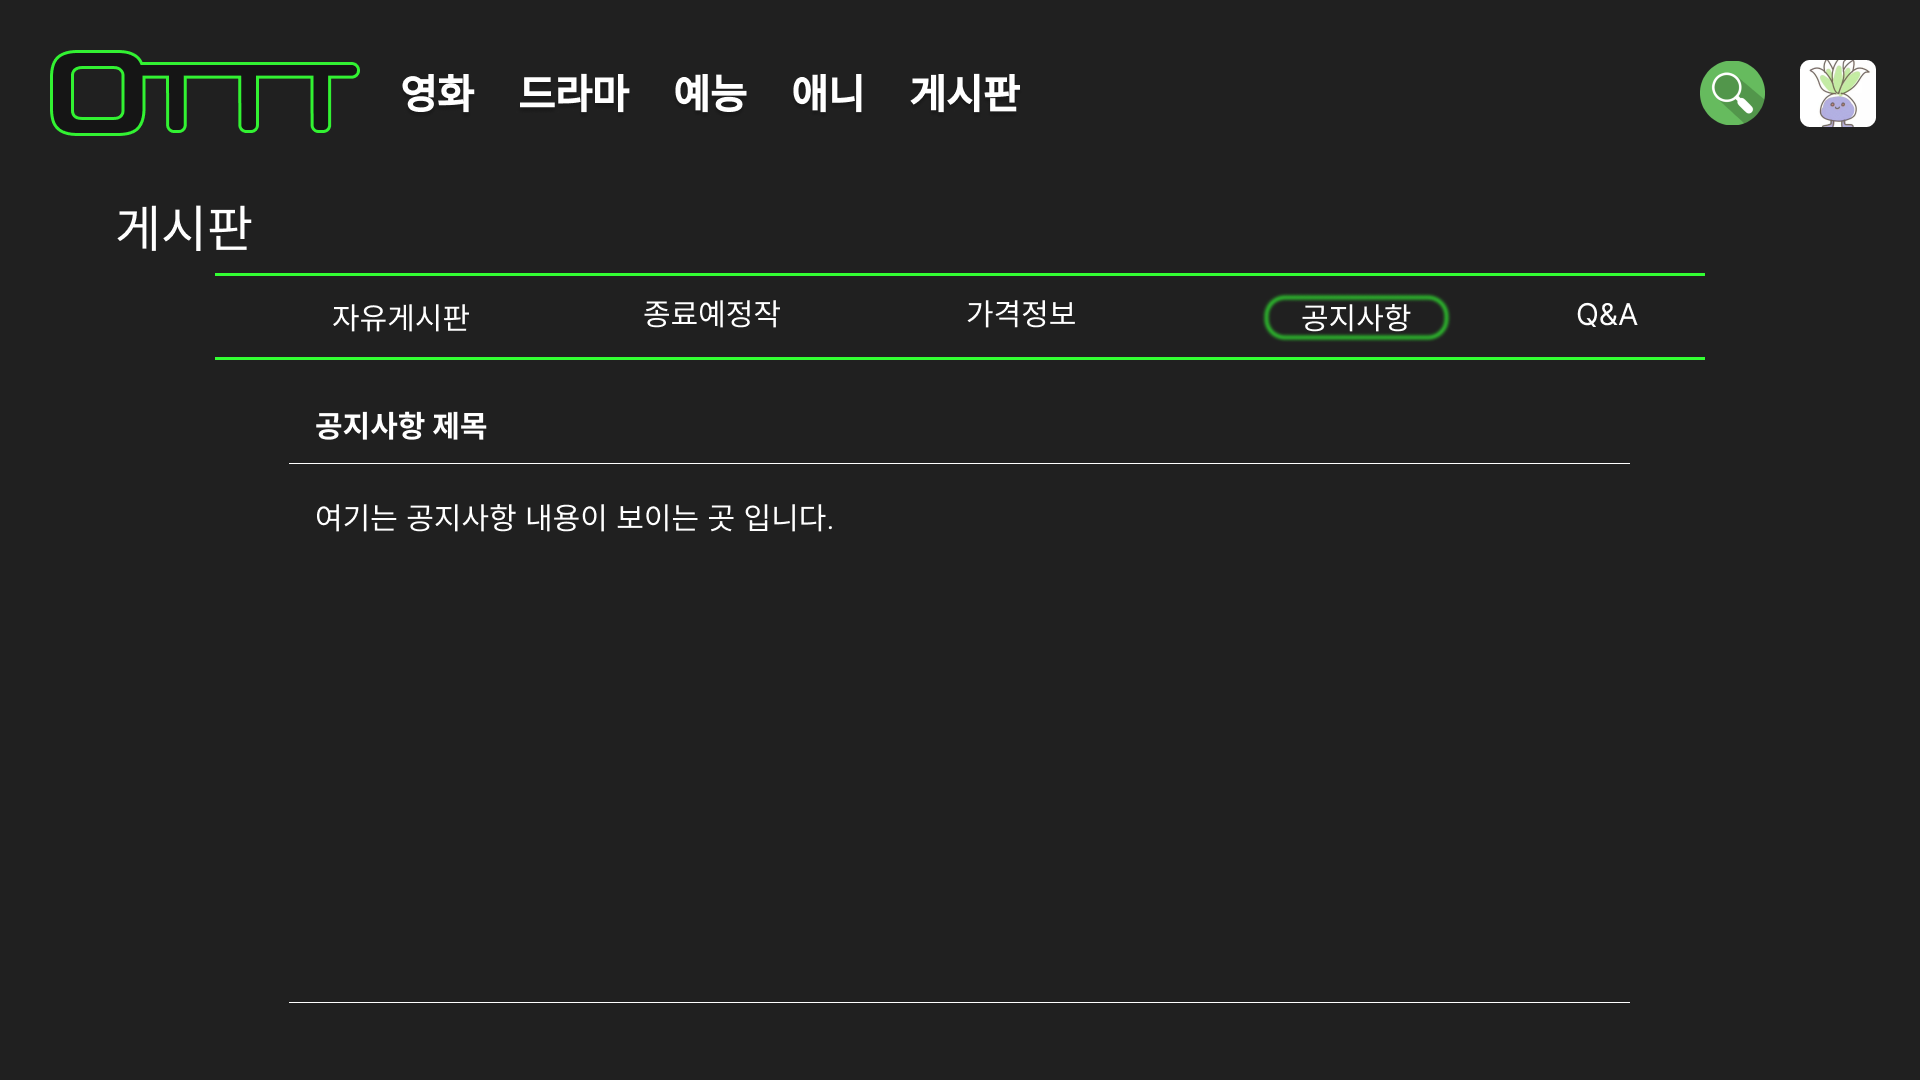 OTTT 영화 드라마 예능 애니 게시판
게시판
자유게시판 종료예정작 가격정보 공지사항 Q&A
공지사항 제목
여기는 공지사항 내용이 보이는 곳 입니다.